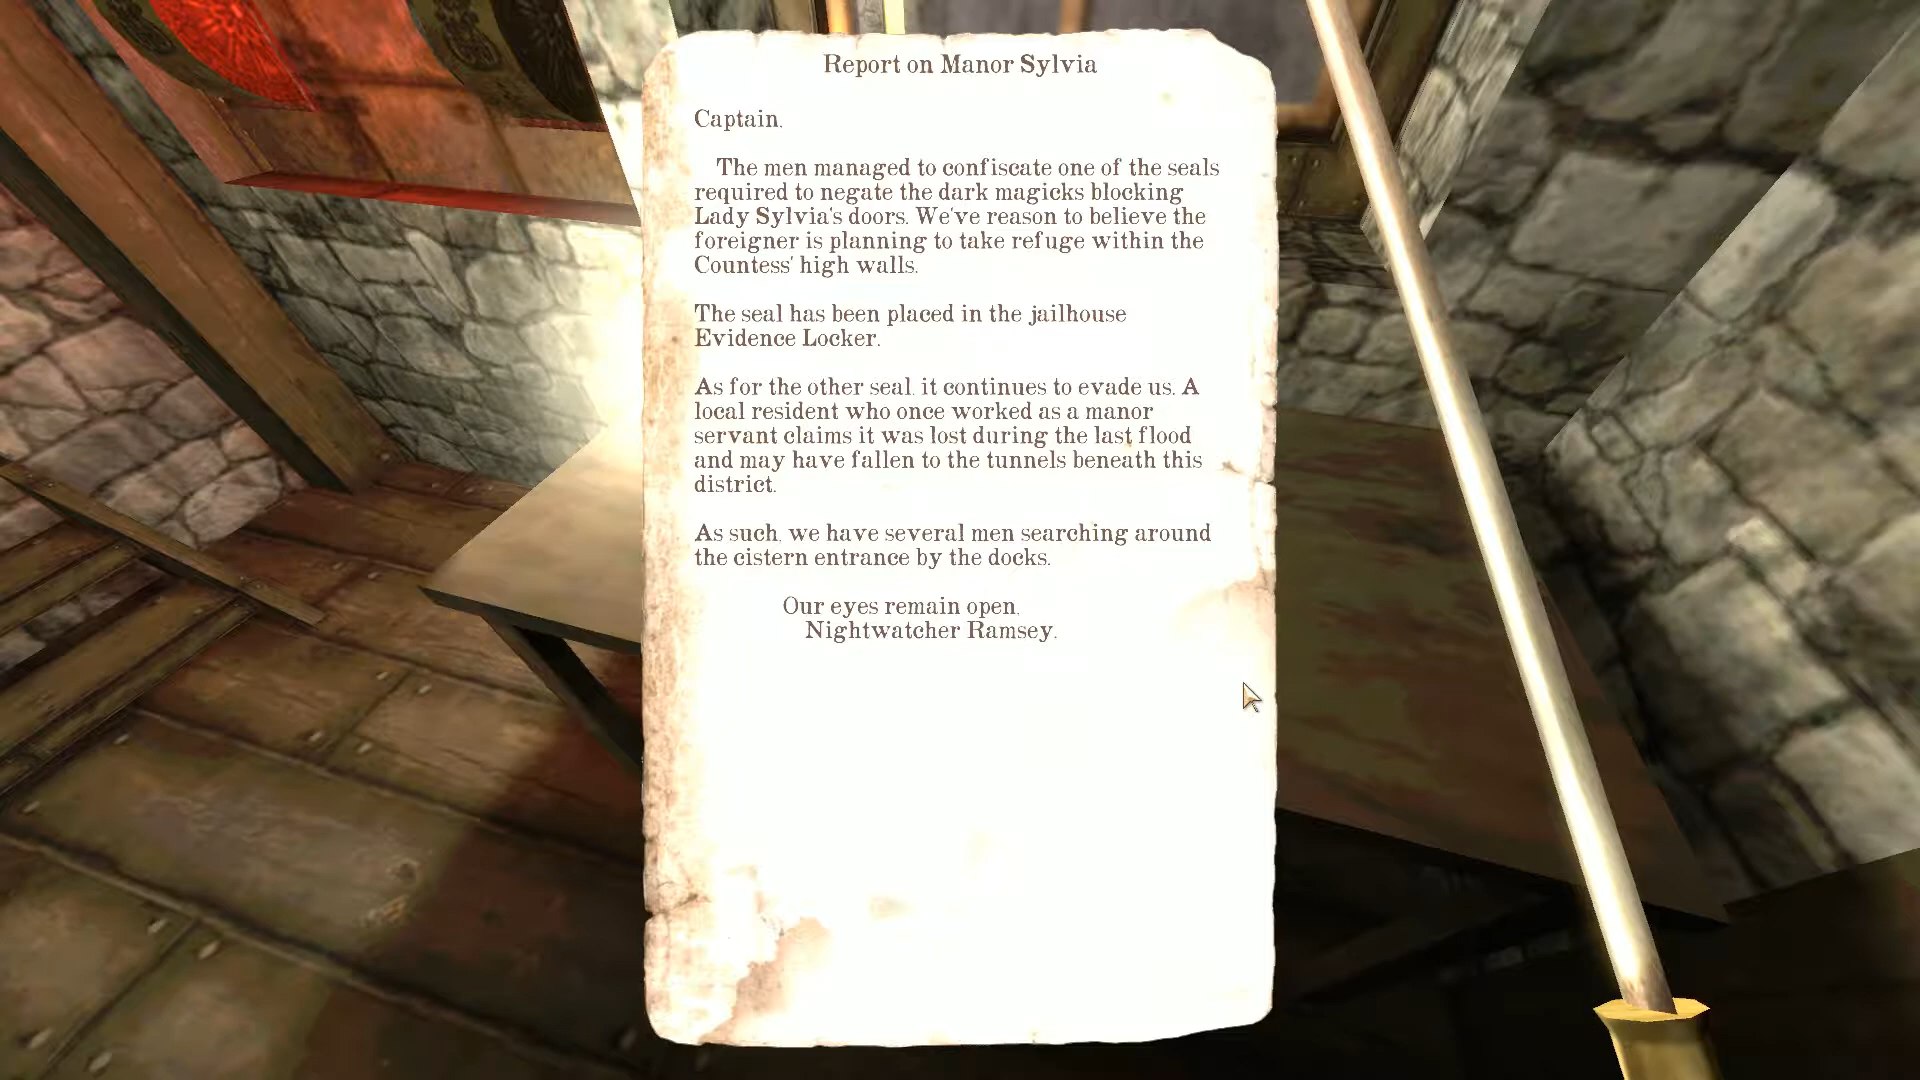 Report on Manor Sylvia
Captain,
The men managed to confiscate one of the seals
required to negate the dark magicks blocking
Lady Sylvia's doors. We've reason to believe the
foreigner is planning to take refuge within the
Countess' high walls.
The seal has been placed in the jailhouse
Evidence Locker.
As for the other seal, it continues to evade us. A
local resident who once worked as a manor
servant claims it was lost during the last flood
and may have fallen to the tunnels beneath this
district.
As such, we have several men searching around
the cistern entrance by the docks.
Our eyes remain open,
Nightwatcher Ramsey.